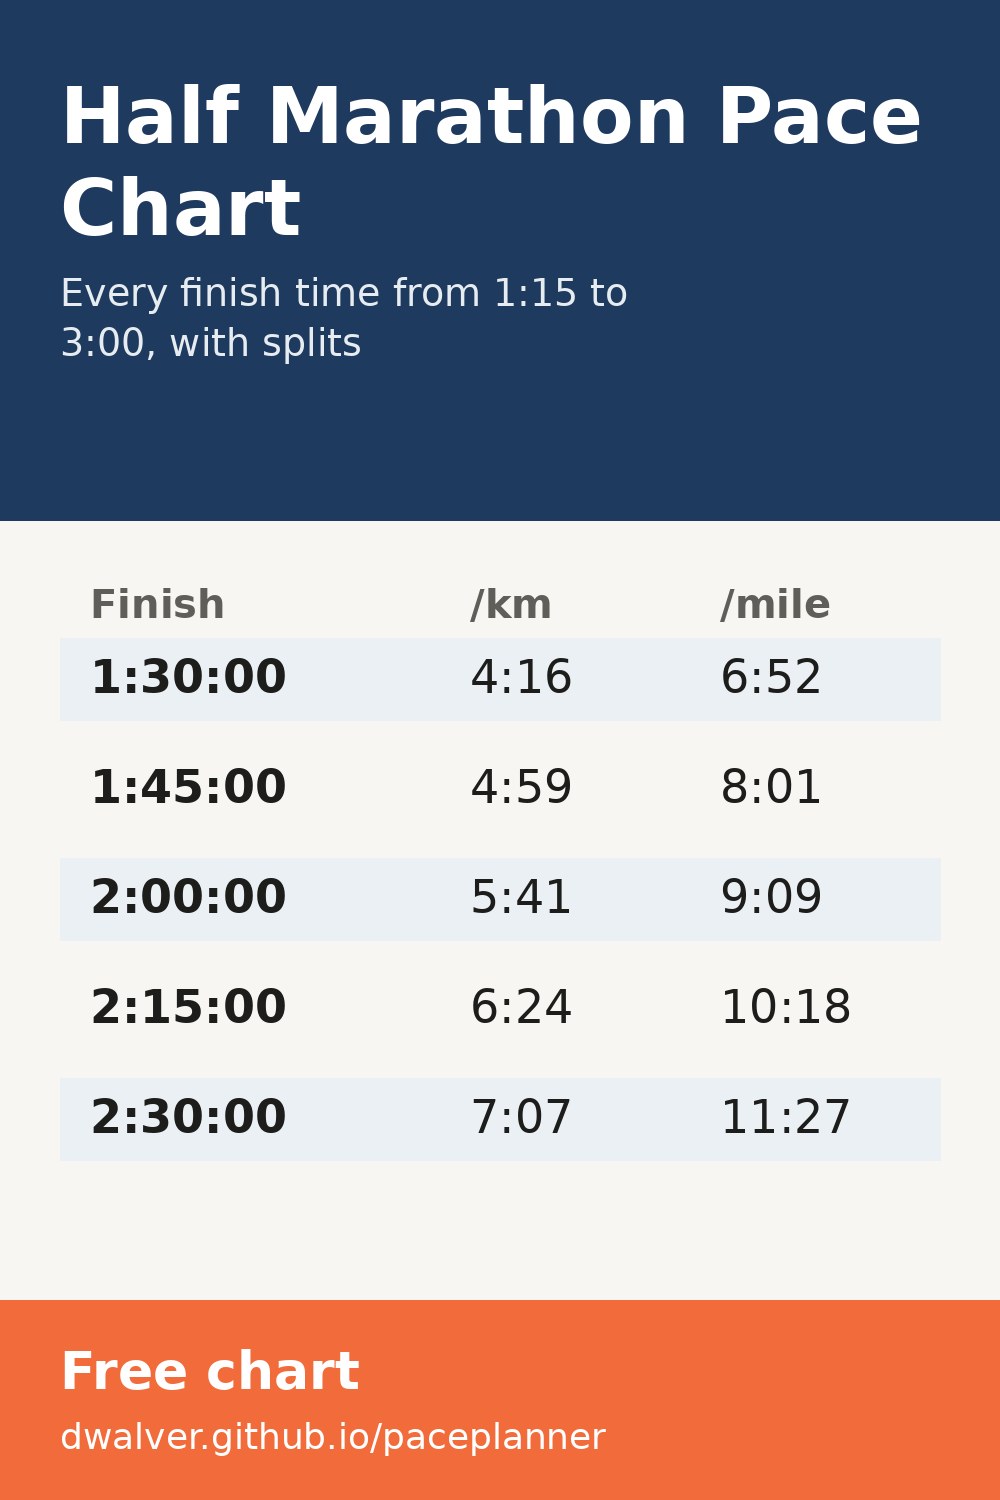 Half Marathon Pace
Chart
Every finish time from 1:15 to
3:00, with splits
Finish /km /mile
1:30:00 4:16 6:52
1:45:00 4:59 8:01
2:00:00 5:41 9:09
2:15:00 6:24 10:18
2:30:00 7:07 11:27
Free chart
dwalver.github.io/paceplanner